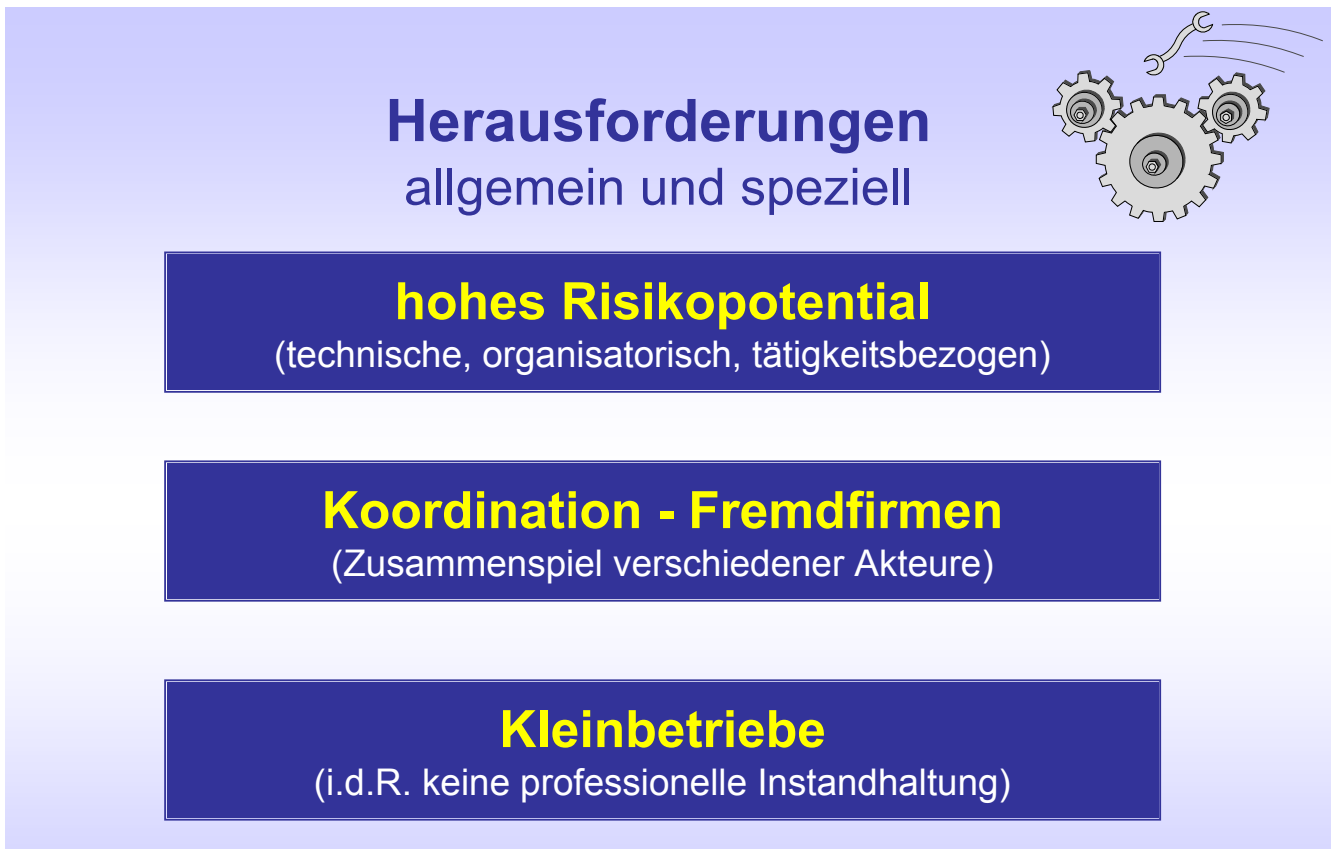 Herausforderungen
allgemein und speziell
hohes Risikopotential
(technische, organisatorisch, tätigkeitsbezogen)
Koordination - Fremdfirmen
(Zusammenspiel verschiedener Akteure)
Kleinbetriebe
(i.d.R. keine professionelle Instandhaltung)